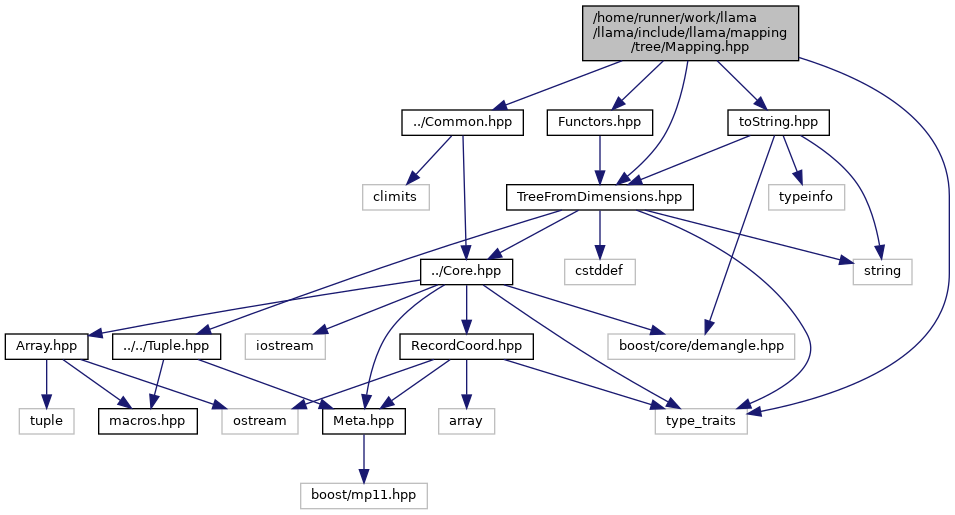 /home/runner/work/llama
/llama/include/llama/mapping
/tree/Mapping.hpp
../Common.hpp
Functors.hpp
toString.hpp
climits
TreeFromDimensions.hpp
typeinfo
../Core.hpp
cstddef
string
Array.hpp
../../Tuple.hpp
iostream
RecordCoord.hpp
boost/core/demangle.hpp
tuple
macros.hpp
ostream
Meta.hpp
array
type_traits
boost/mp11.hpp